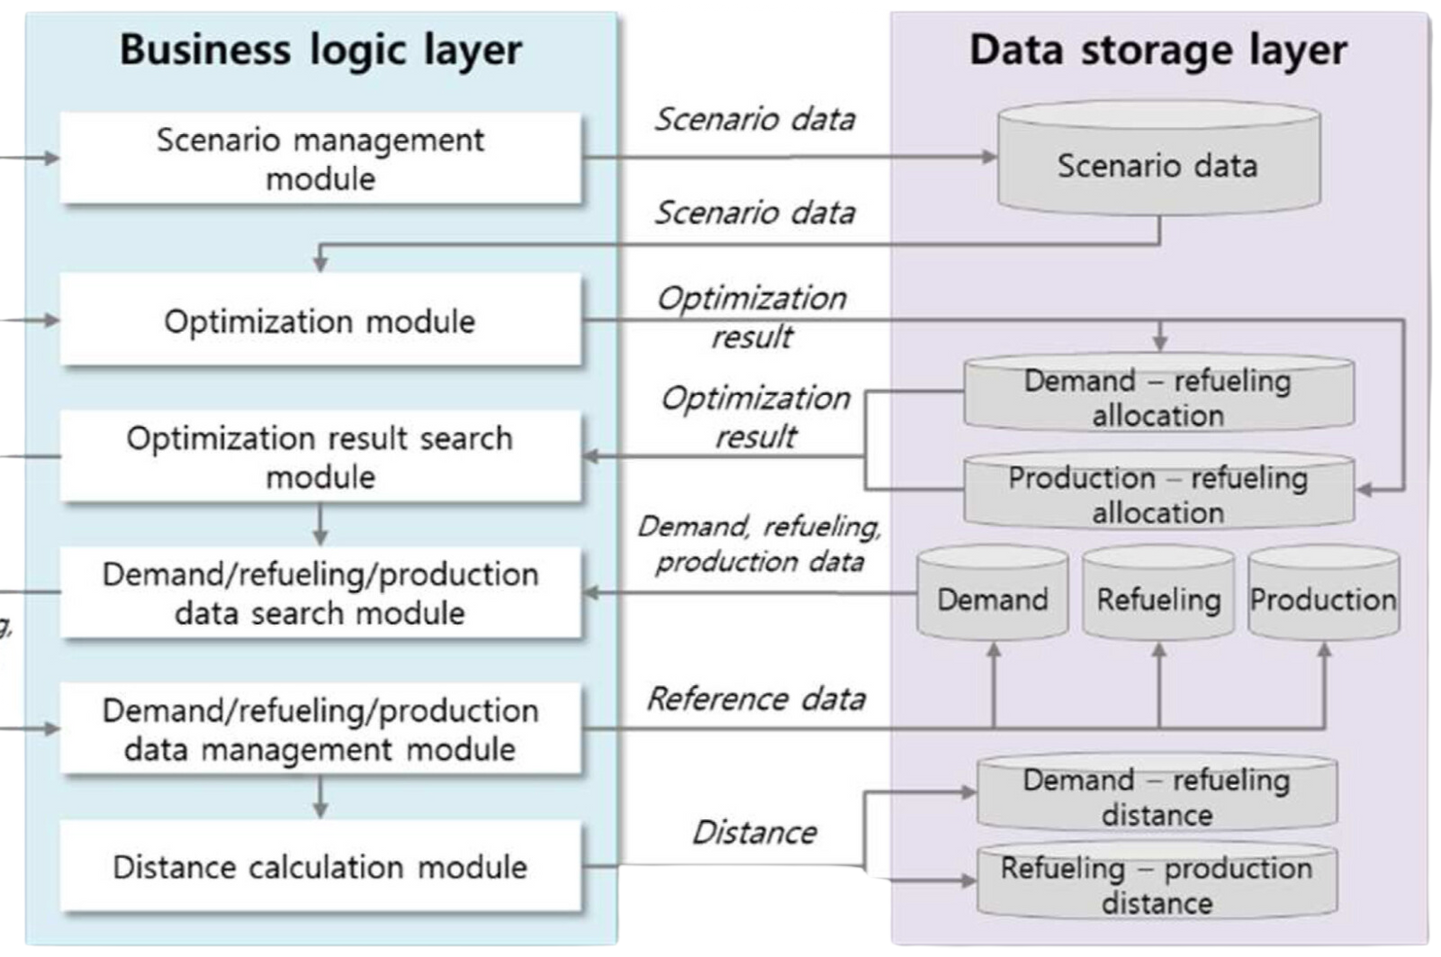 Business logic layer
Data storage layer
Scenario management
module
Scenario data
Scenario data
Scenario data
Optimization module
Optimization
result
Demand – refueling
allocation
Optimization result search
module
Optimization
result
Production – refueling
allocation
Demand/refueling/production
data search module
Demand, refueling,
production data
Demand
Refueling
Production
g,
Demand/refueling/production
data management module
Reference data
Distance calculation module
Distance
Demand – refueling
distance
Refueling – production
distance